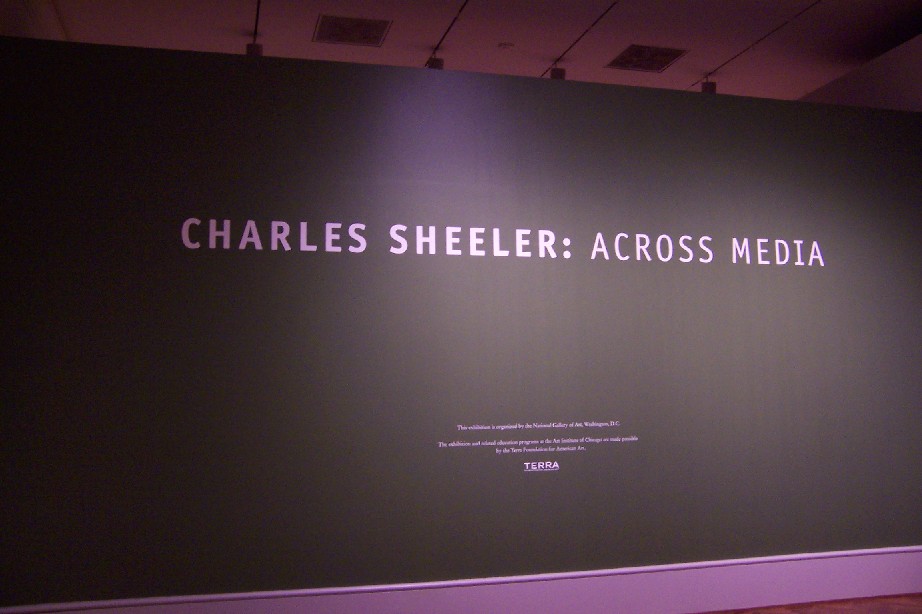 CHARLES SHEELER: ACROSS MEDIA
This exhibition is organized by the National Gallery of Art, Washington, D.C.
The exhibition and related education programs at the Art Institute of Chicago are made possible
by the Terra Foundation for American Art.
TERRA